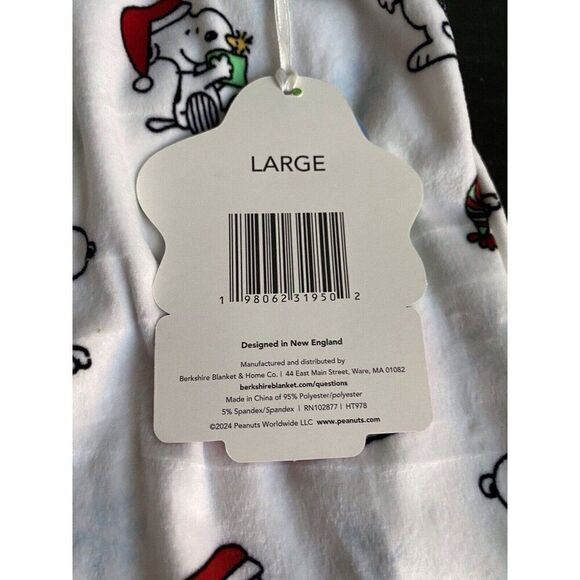 LARGE
1 98062 31950 2
Designed in New England
Manufactured and distributed by
Berkshire Blanket & Home Co. | 44 East Main Street, Ware, MA 01082
berkshireblanket.com/questions
Made in China of 95% Polyester/polyester
5% Spandex/Spandex | RN102877 | HT978
©2024 Peanuts Worldwide LLC www.peanuts.com